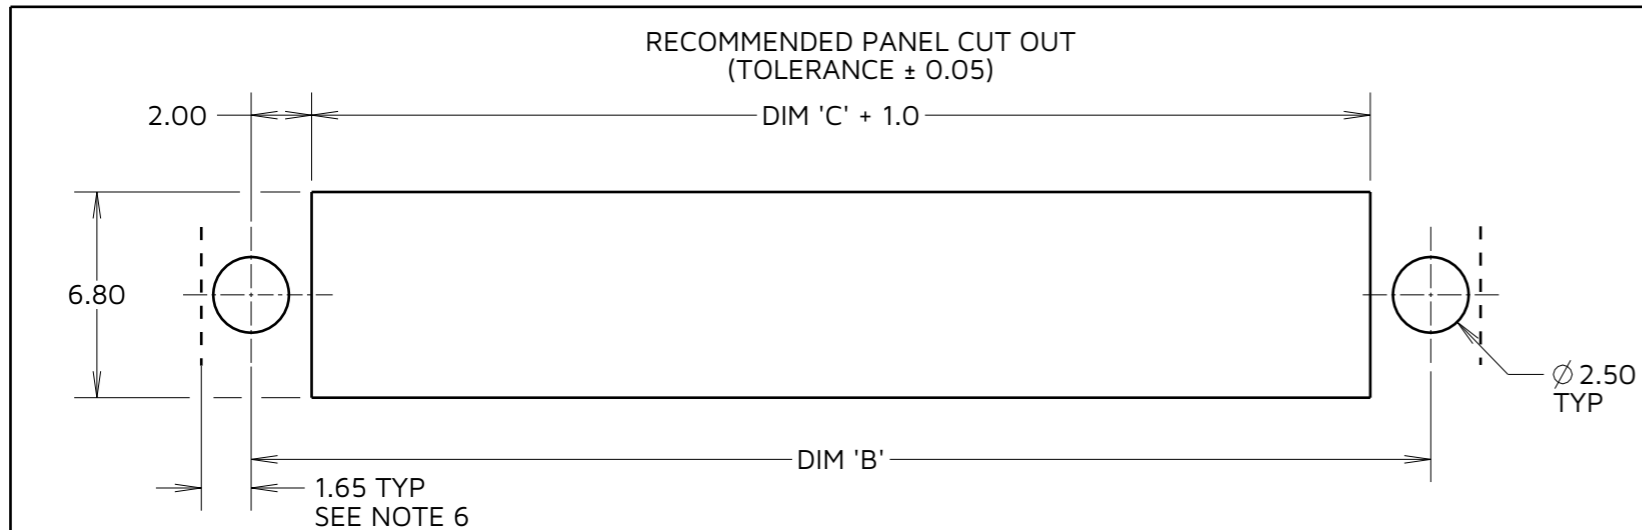 RECOMMENDED PANEL CUT OUT
(TOLERANCE ± 0.05)
2.00
DIM 'C' + 1.0
6.80
Ø 2.50
TYP
DIM 'B'
1.65 TYP
SEE NOTE 6